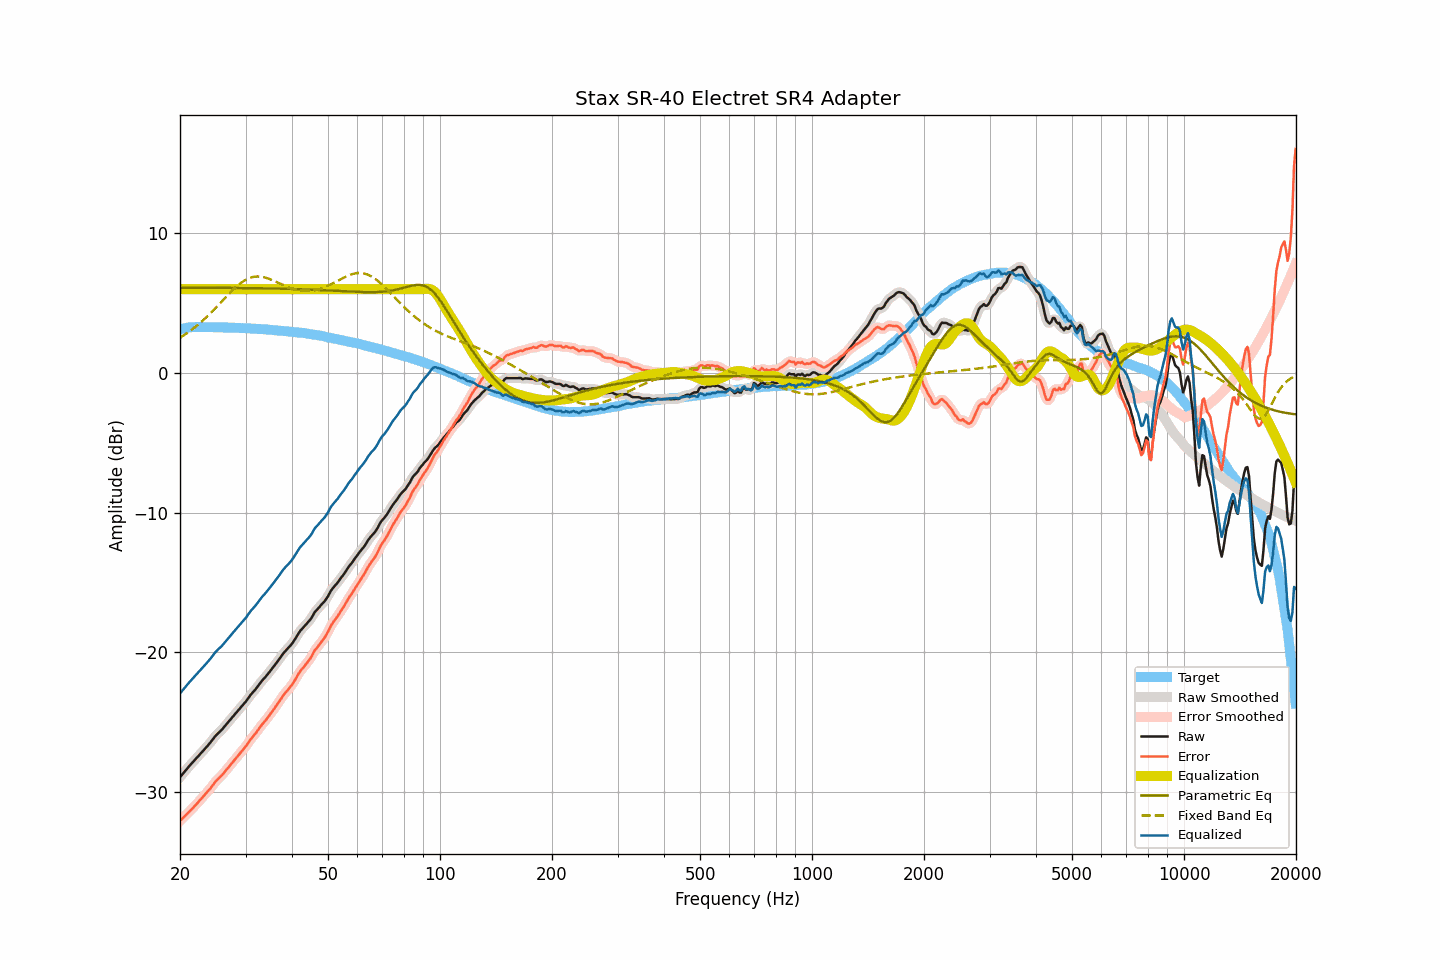 Stax SR-40 Electret SR4 Adapter
Amplitude (dBr)
10
0
−10
−20
−30
20
50
100
200
500
1000
2000
5000
10000
20000
Frequency (Hz)
Target
Raw Smoothed
Error Smoothed
Raw
Error
Equalization
Parametric Eq
Fixed Band Eq
Equalized